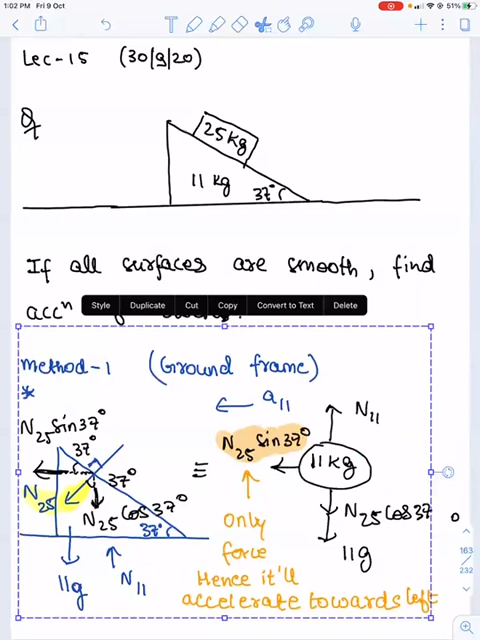 1:02 PM Fri 9 Oct
51%
Lec-15 (30/9/20)
Q
25 kg
11 kg
37°
If all surfaces are smooth, find
Style Duplicate Cut Copy Convert to Text Delete
accⁿ
Method-1 (Ground frame)
*
a11
N25 sin37°
37°
37°
N25
N25 cos37°
37°
11g
N11
≡
N25 sin37°
11 kg
N11
N25 cos37°
11g
Only
force
Hence it'll
accelerate towards left
163
232